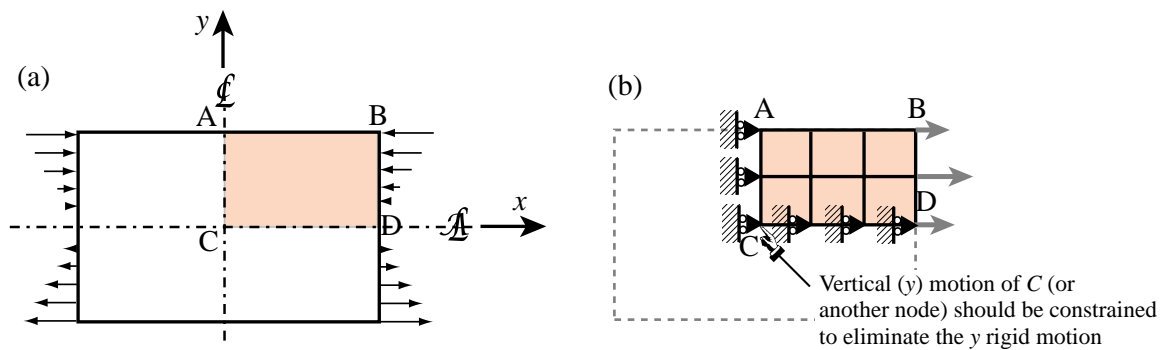 y
(a)
℄
A
B
x
C
D
(b)
A
B
D
C
Vertical (y) motion of C (or
another node) should be constrained
to eliminate the y rigid motion